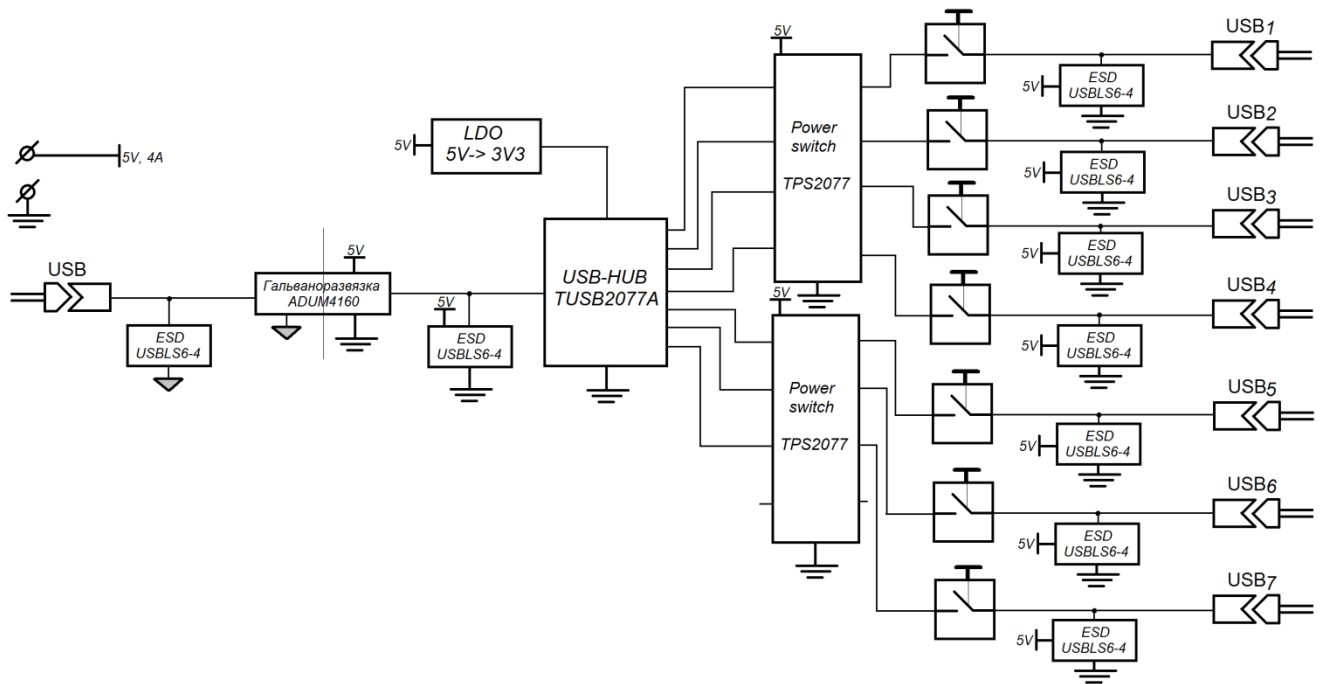 5V, 4A
USB
ESD
USBLS6-4
Гальваноразвязка
ADUM4160
5V
5V
ESD
USBLS6-4
5V
LDO
5V-> 3V3
USB-HUB
TUSB2077A
5V
Power
switch
TPS2077
5V
Power
switch
TPS2077
USB1
5V
ESD
USBLS6-4
USB2
5V
ESD
USBLS6-4
USB3
5V
ESD
USBLS6-4
USB4
5V
ESD
USBLS6-4
USB5
5V
ESD
USBLS6-4
USB6
5V
ESD
USBLS6-4
USB7
5V
ESD
USBLS6-4